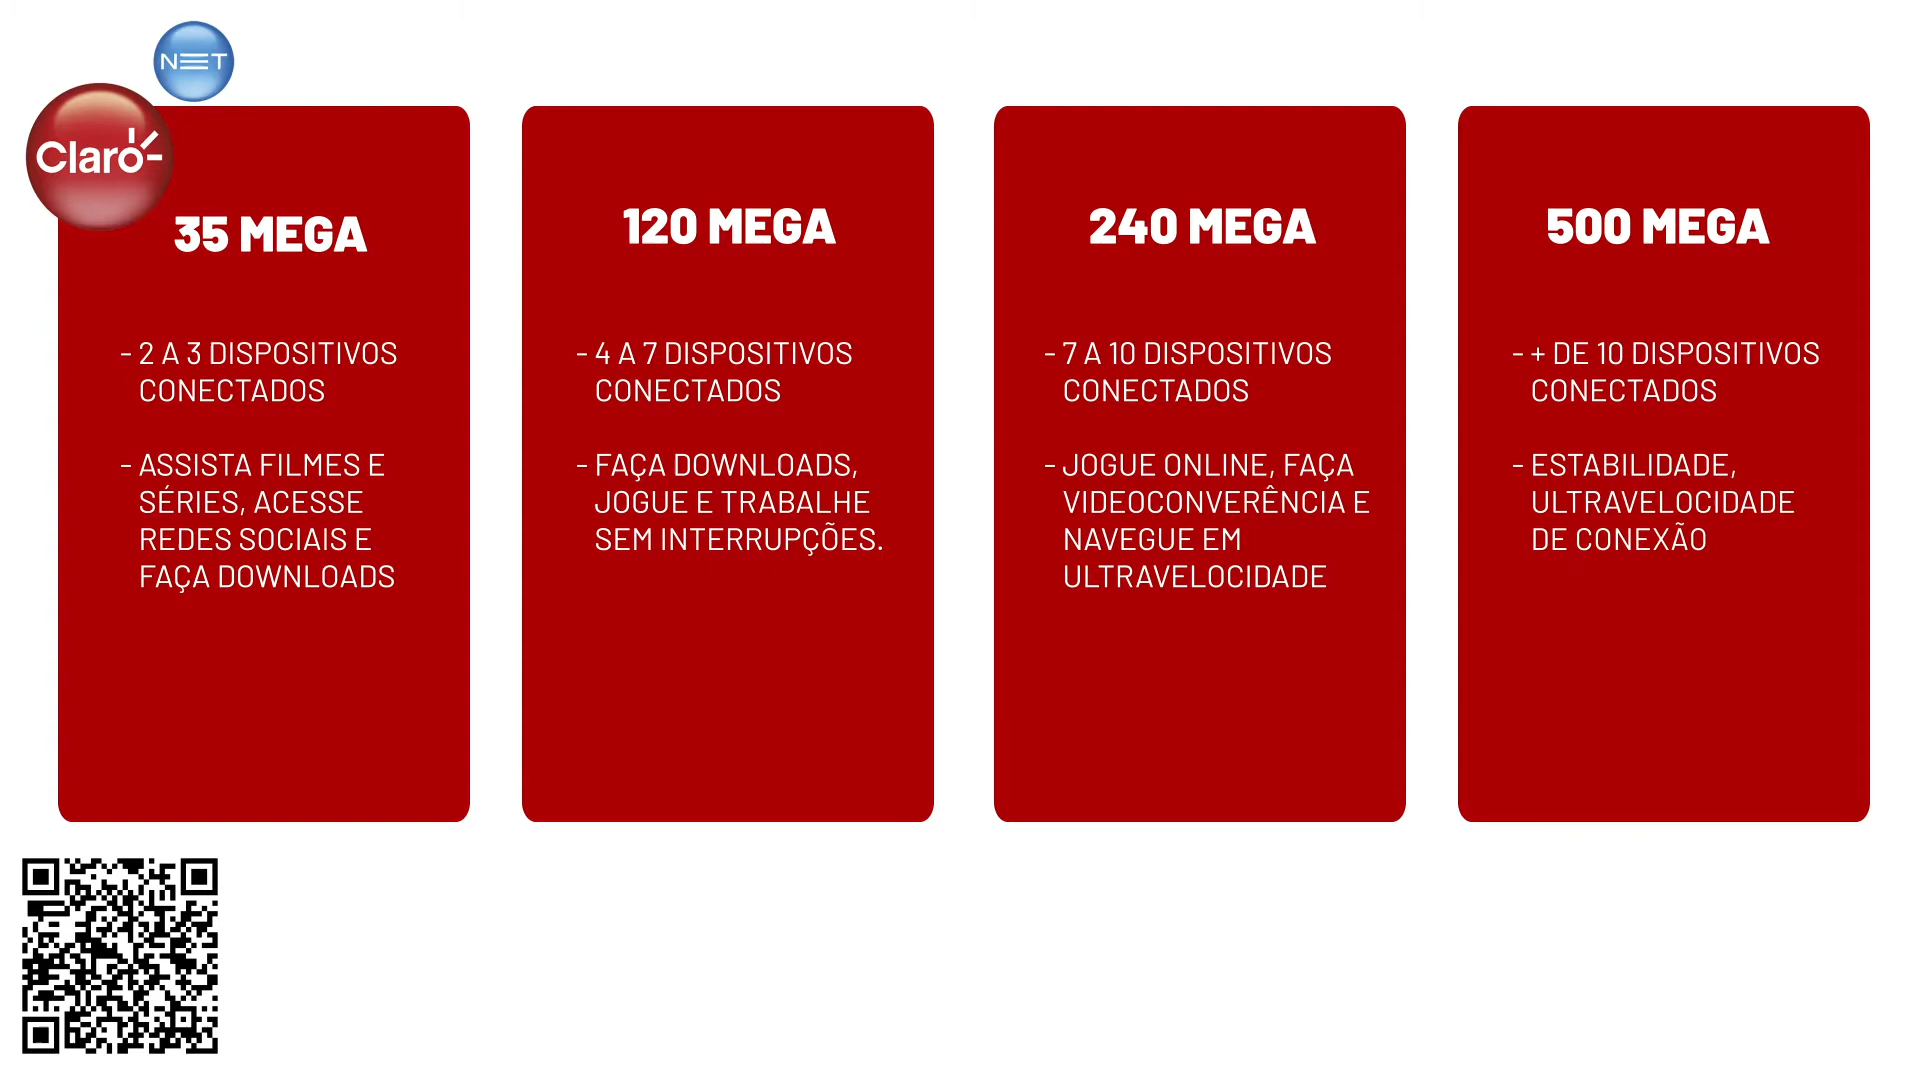 NET
Claro
35 MEGA
- 2 A 3 DISPOSITIVOS
CONECTADOS
- ASSISTA FILMES E
SÉRIES, ACESSE
REDES SOCIAIS E
FAÇA DOWNLOADS
120 MEGA
- 4 A 7 DISPOSITIVOS
CONECTADOS
- FAÇA DOWNLOADS,
JOGUE E TRABALHE
SEM INTERRUPÇÕES.
240 MEGA
- 7 A 10 DISPOSITIVOS
CONECTADOS
- JOGUE ONLINE, FAÇA
VIDEOCONVERÊNCIA E
NAVEGUE EM
ULTRAVELOCIDADE
500 MEGA
- + DE 10 DISPOSITIVOS
CONECTADOS
- ESTABILIDADE,
ULTRAVELOCIDADE
DE CONEXÃO